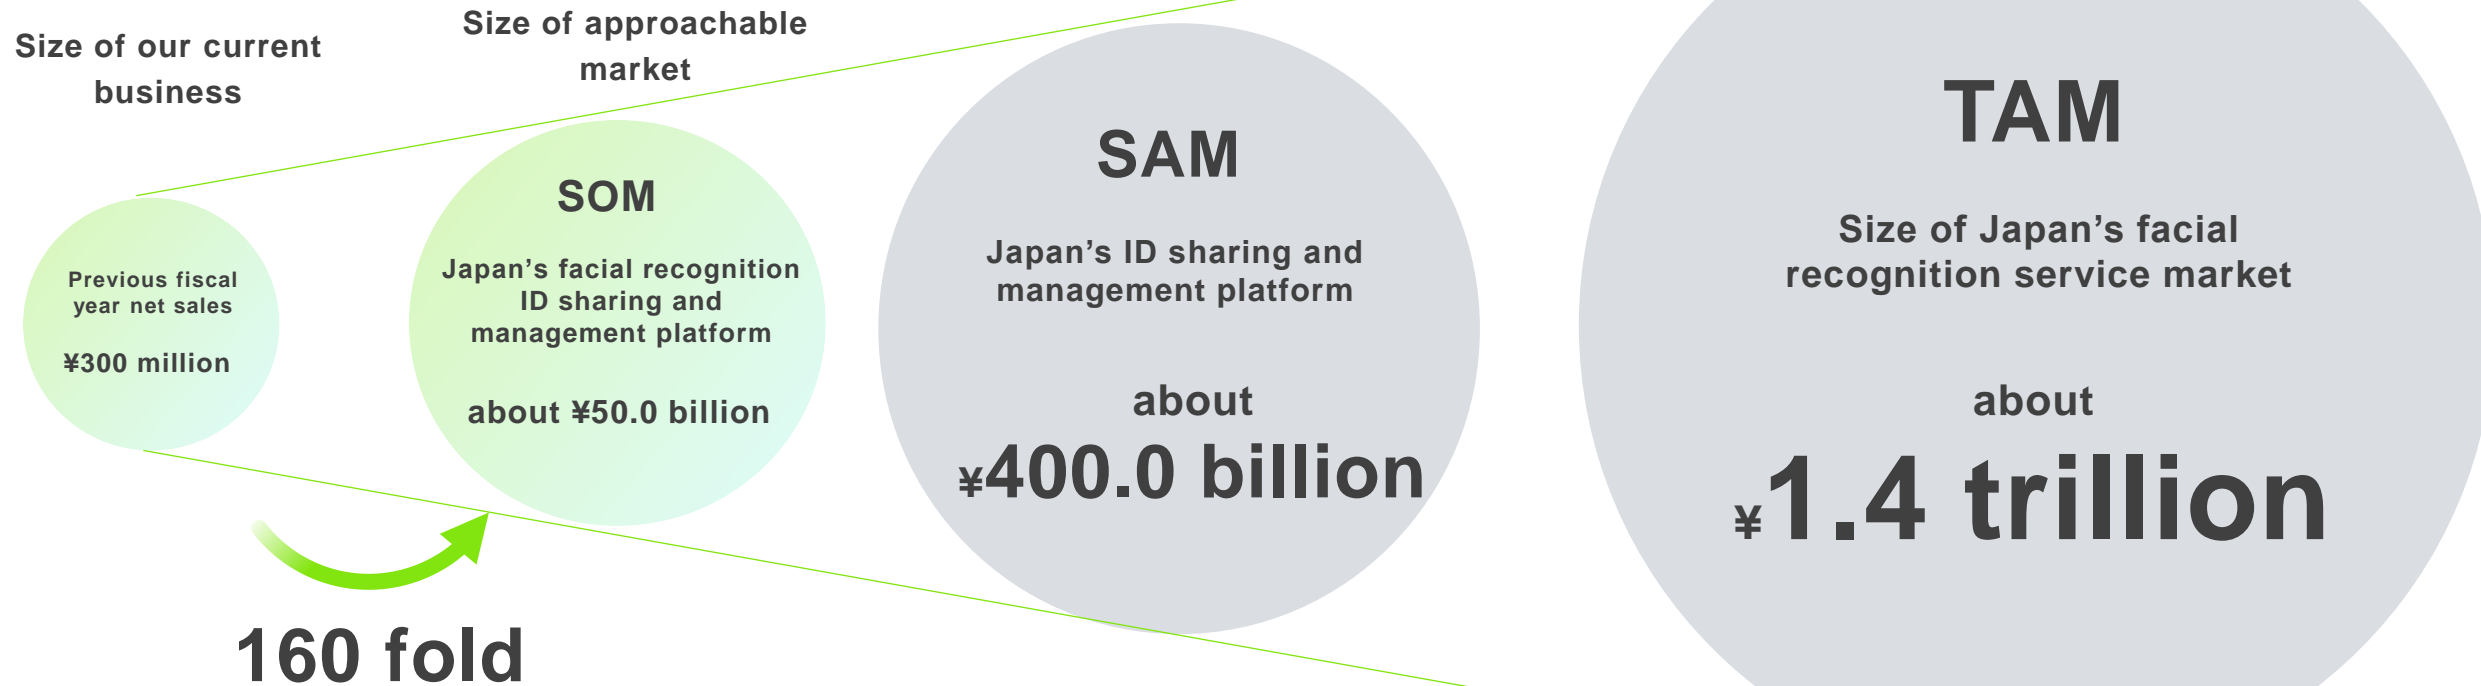 Size of our current
business
Size of approachable
market
Previous fiscal
year net sales
¥300 million
SOM
Japan’s facial recognition
ID sharing and
management platform
about ¥50.0 billion
160 fold
SAM
Japan’s ID sharing and
management platform
about
¥400.0 billion
TAM
Size of Japan’s facial
recognition service market
about
¥1.4 trillion